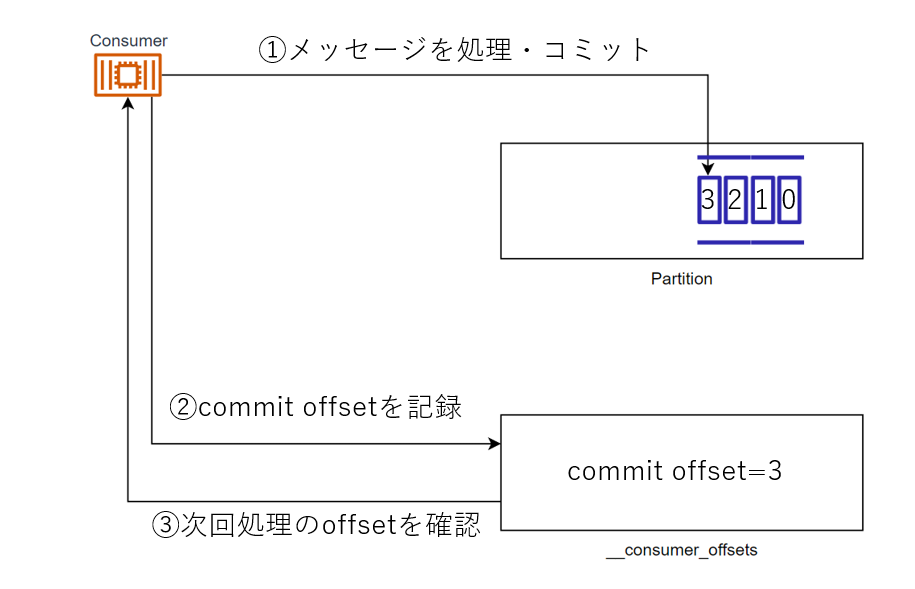 Consumer
①メッセージを処理・コミット
3 2 1 0
Partition
②commit offsetを記録
commit offset=3
③次回処理のoffsetを確認
__consumer_offsets